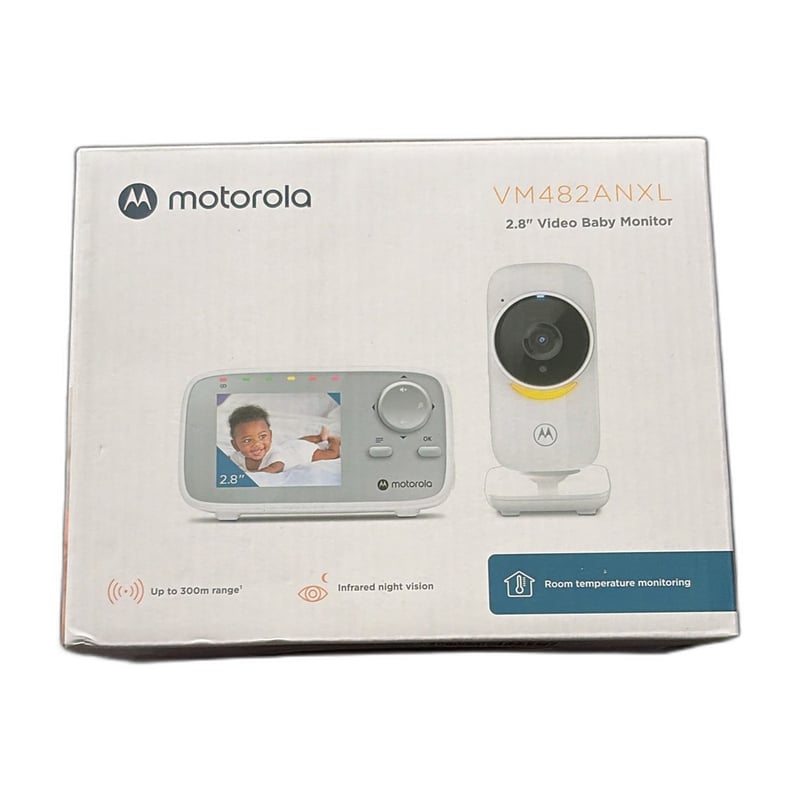 motorola
VM482ANXL
2.8" Video Baby Monitor
2.8"
OK
motorola
Up to 300m range¹
Infrared night vision
Room temperature monitoring